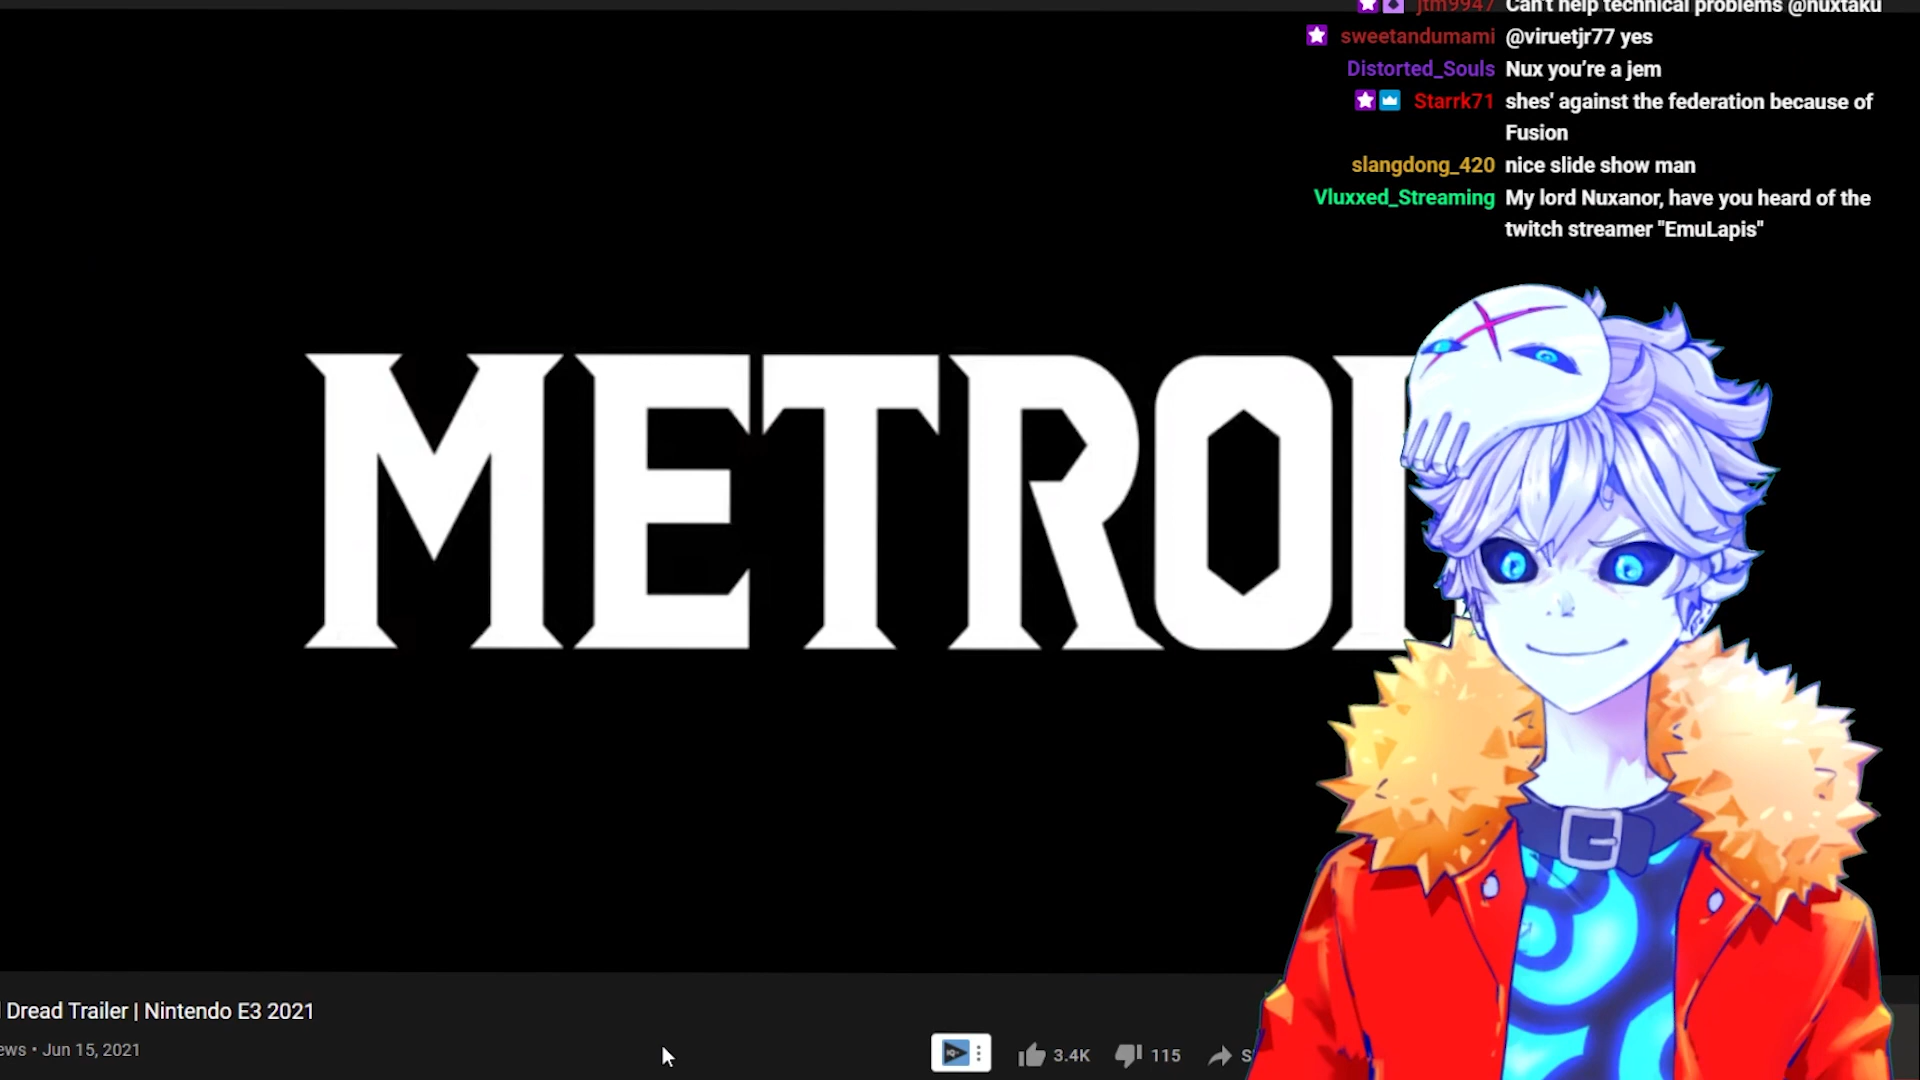 jtm9947 Can't help technical problems @nuxtaku
sweetandumami @viruetjr77 yes
Distorted_Souls Nux you're a jem
Starrk71 shes' against the federation because of
Fusion
slangdong_420 nice slide show man
Vluxxed_Streaming My lord Nuxanor, have you heard of the
twitch streamer "EmuLapis"
METROI
Dread Trailer | Nintendo E3 2021
ews • Jun 15, 2021
3.4K 115 S